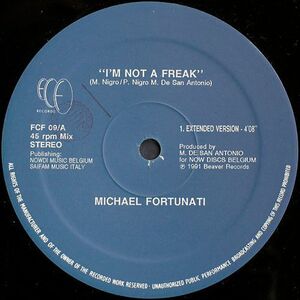 RECORDS
"I'M NOT A FREAK"
(M. Nigro / P. Nigro M. De San Antonio)
FCF 09/A
45 rpm Mix
STEREO
Publishing:
NOWDI MUSIC BELGIUM
SAIFAM MUSIC ITALY
1. EXTENDED VERSION - 4'08"
Produced by
M. DE SAN ANTONIO
for NOW DISCS BELGIUM
℗ 1991 Beaver Records
MICHAEL FORTUNATI
ALL RIGHTS OF THE MANUFACTURER AND OF THE OWNER OF THE RECORDED WORK RESERVED - UNAUTHORIZED PUBLIC PERFORMANCE, BROADCASTING AND COPYING OF THIS RECORD PROHIBITED